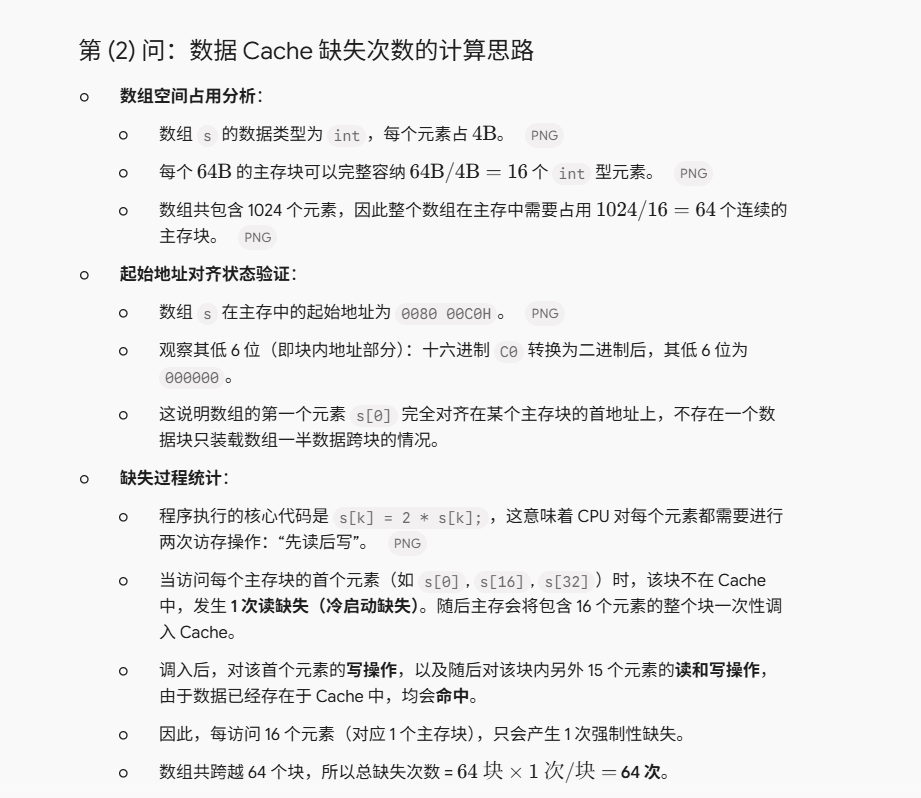 第 (2) 问：数据 Cache 缺失次数的计算思路
数组空间占用分析：
数组 s 的数据类型为 int，每个元素占 4B。 PNG
每个 64B 的主存块可以完整容纳 64B/4B = 16 个 int 型元素。 PNG
数组共包含 1024 个元素，因此整个数组在主存中需要占用 1024/16 = 64 个连续的
主存块。 PNG
起始地址对齐状态验证：
数组 s 在主存中的起始地址为 0080 00C0H 。 PNG
观察其低 6 位（即块内地址部分）：十六进制 C0 转换为二进制后，其低 6 位为
000000 。
这说明数组的第一个元素 s[0] 完全对齐在某个主存块的首地址上，不存在一个数
据块只装载数组一半数据跨块的情况。
缺失过程统计：
程序执行的核心代码是 s[k] = 2 * s[k];，这意味着 CPU 对每个元素都需要进行
两次访存操作：“先读后写”。 PNG
当访问每个主存块的首个元素（如 s[0], s[16], s[32] ）时，该块不在 Cache
中，发生 1 次读缺失（冷启动缺失）。随后主存会将包含 16 个元素的整个块一次性调
入 Cache。
调入后，对该首个元素的写操作，以及随后对该块内另外 15 个元素的读和写操作，
由于数据已经存在于 Cache 中，均会命中。
因此，每访问 16 个元素（对应 1 个主存块），只会产生 1 次强制性缺失。
数组共跨越 64 个块，所以总缺失次数 = 64 块 × 1 次/块 = 64 次。